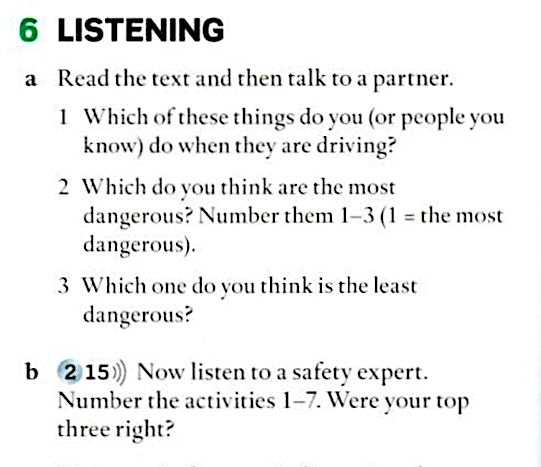 6 LISTENING
a Read the text and then talk to a partner.
1 Which of these things do you (or people you
know) do when they are driving?
2 Which do you think are the most
dangerous? Number them 1–3 (1 = the most
dangerous).
3 Which one do you think is the least
dangerous?
b 2 15))) Now listen to a safety expert.
Number the activities 1–7. Were your top
three right?